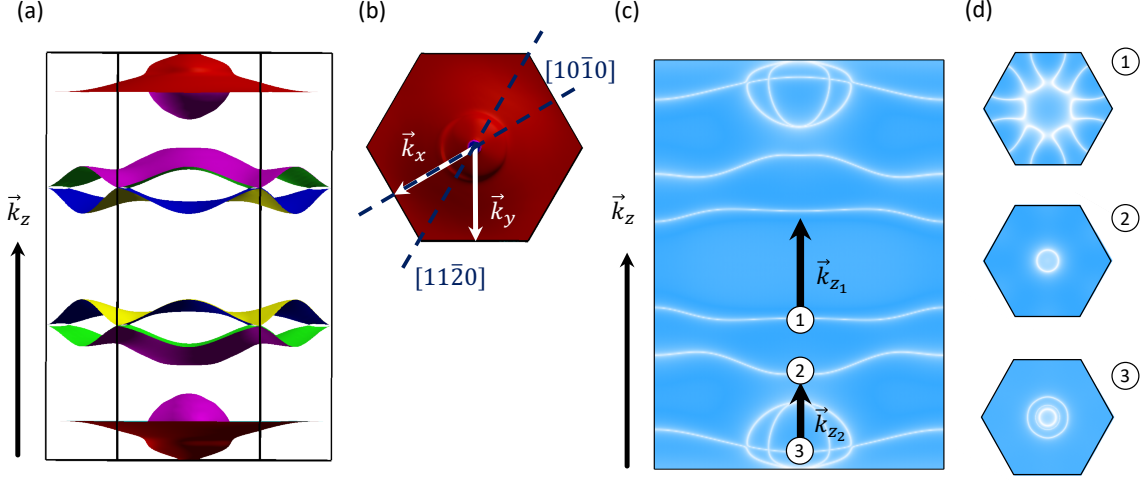 (a)
(b)
(c)
(d)
[101̄0]
[112̄0]
k⃗x
k⃗y
k⃗z
k⃗z
k⃗z1
k⃗z2
1
2
3
1
2
3